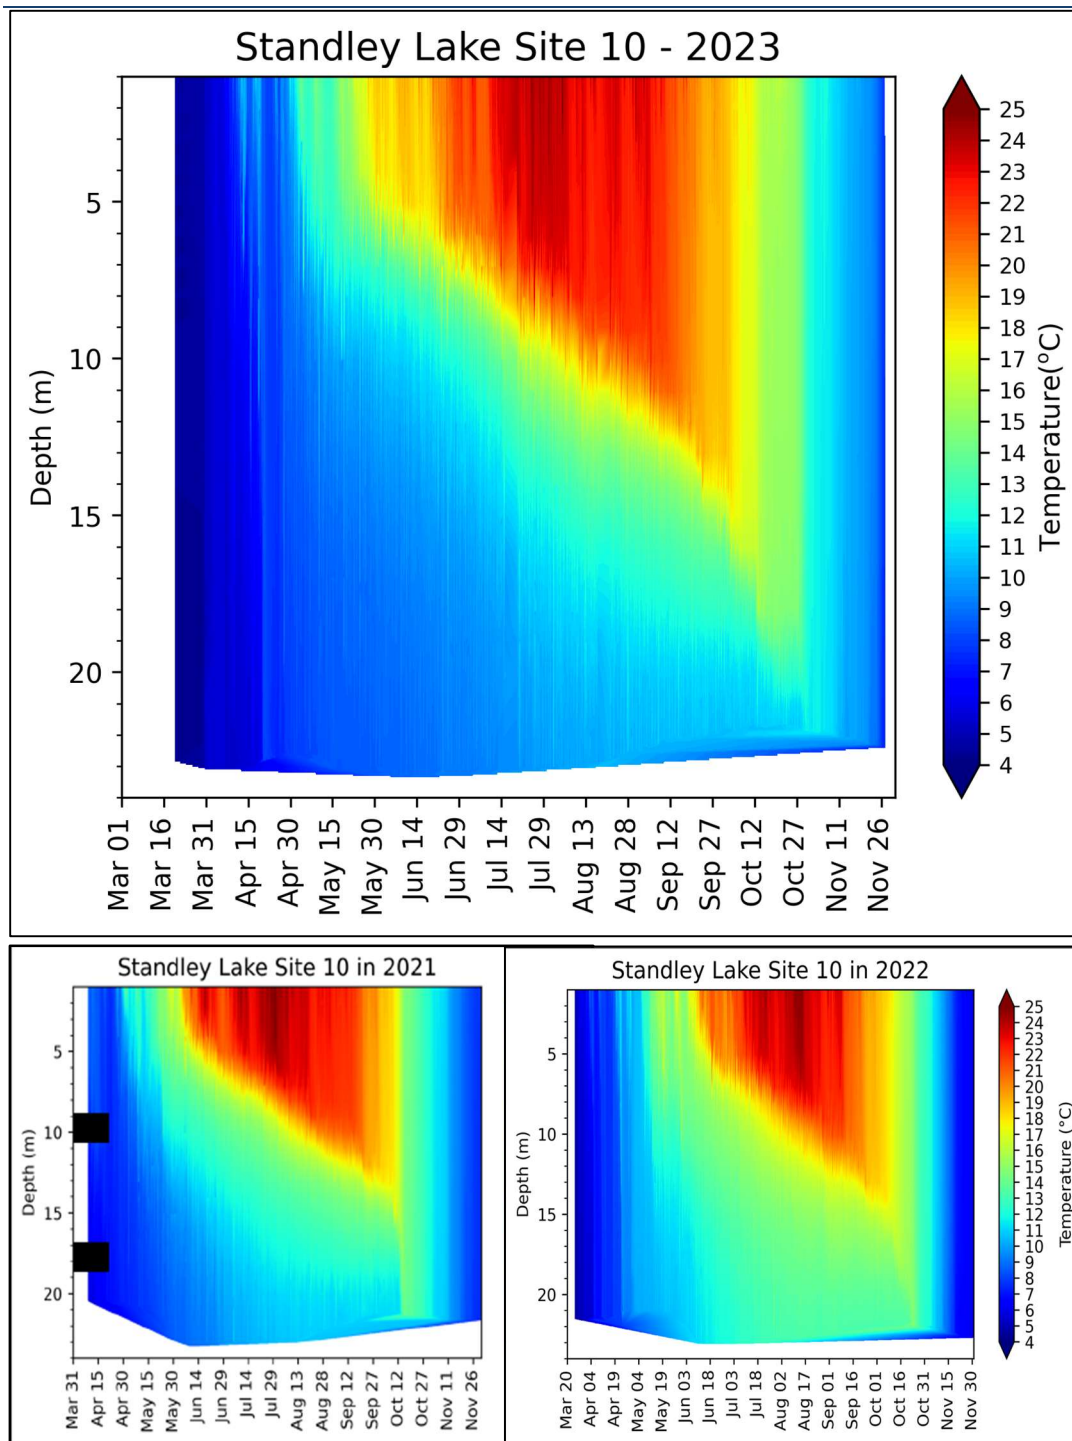 Standley Lake Site 10 - 2023
5
10
15
20
Depth (m)
Mar 01
Mar 16
Mar 31
Apr 15
Apr 30
May 15
May 30
Jun 14
Jun 29
Jul 14
Jul 29
Aug 13
Aug 28
Sep 12
Sep 27
Oct 12
Oct 27
Nov 11
Nov 26
25
24
23
22
21
20
19
18
17
16
15
14
13
12
11
10
9
8
7
6
5
4
Temperature(°C)
Standley Lake Site 10 in 2021
5
10
15
20
Depth (m)
Mar 31
Apr 15
Apr 30
May 15
May 30
Jun 14
Jun 29
Jul 14
Jul 29
Aug 13
Aug 28
Sep 12
Sep 27
Oct 12
Oct 27
Nov 11
Nov 26
Standley Lake Site 10 in 2022
5
10
15
20
Depth (m)
Mar 20
Apr 04
Apr 19
May 04
May 19
Jun 03
Jun 18
Jul 03
Jul 18
Aug 02
Aug 17
Sep 01
Sep 16
Oct 01
Oct 16
Oct 31
Nov 15
Nov 30
25
24
23
22
21
20
19
18
17
16
15
14
13
12
11
10
9
8
7
6
5
4
Temperature (°C)